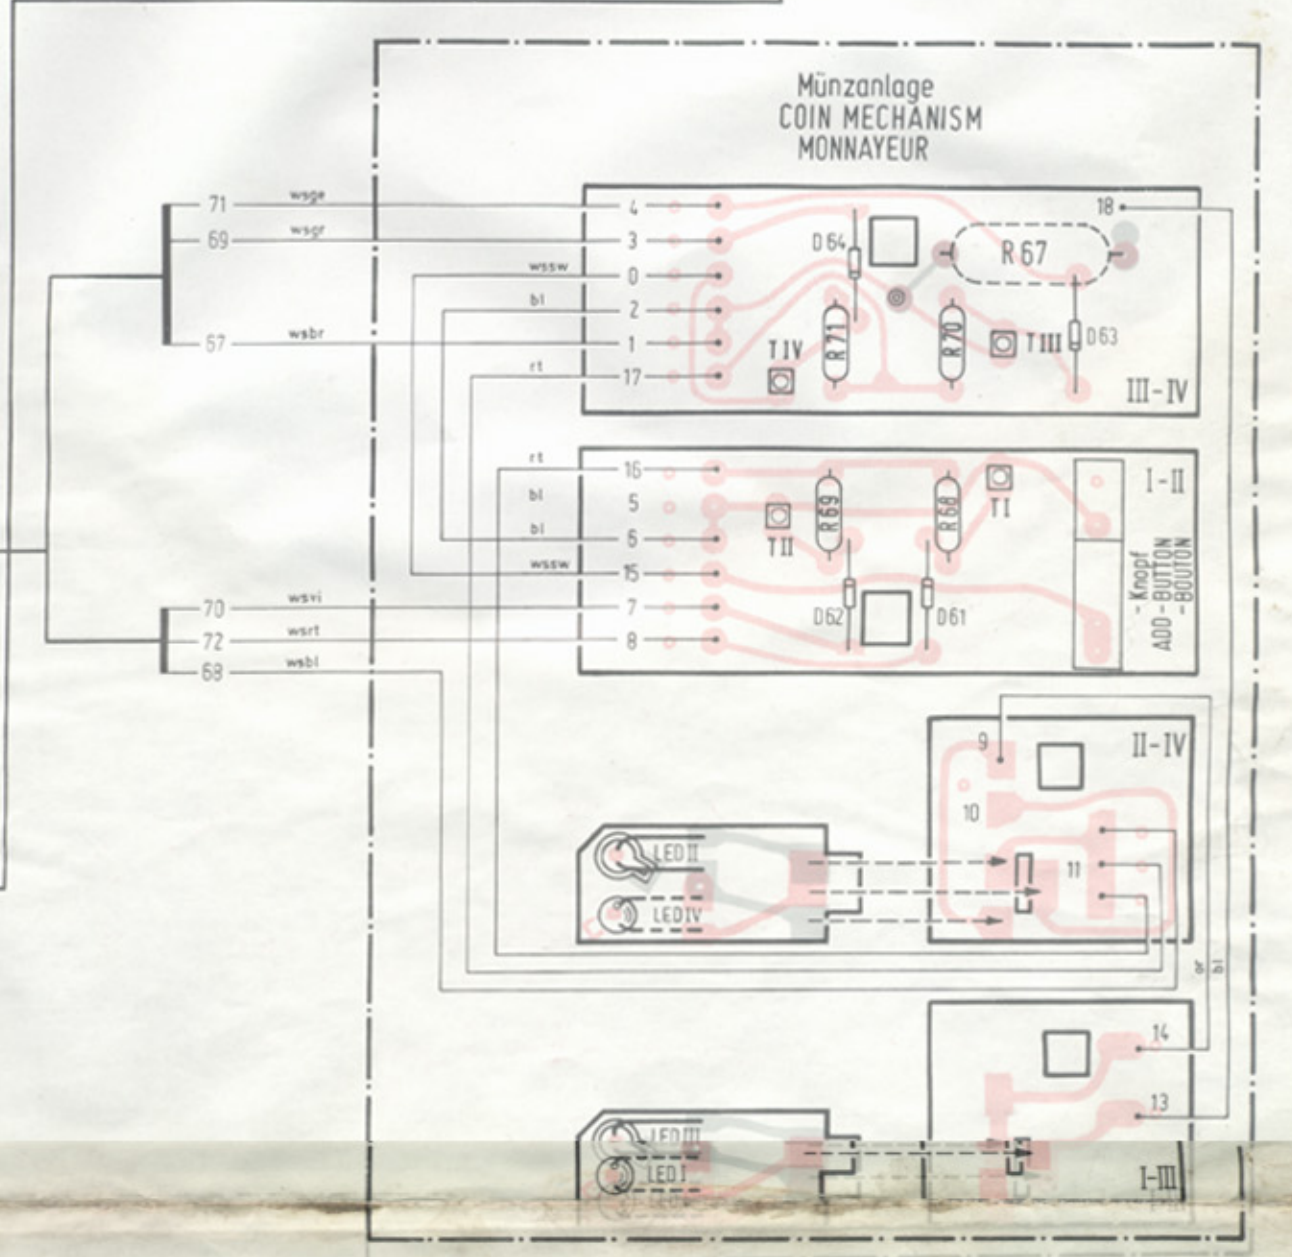 Münzanlage
COIN MECHANISM
MONNAYEUR
71 wsge 4
18
69 wsgr 3
D64
R67
wssw 0
bl 2
67 wsbr 1
R71
R70
TIV
TIII
D63
rt 17
III-IV
rt 16
I-II
bl 5
R69
R68
TI
bl 6
TII
wssw 15
-Knopf
ADD-BUTTON
-BOUTON
70 wsvi 7
D62
D61
72 wsrt 8
68 wsbl
9
II-IV
10
LED II
11
LED IV
or
bl
14
13
LED III
LED I
I-III